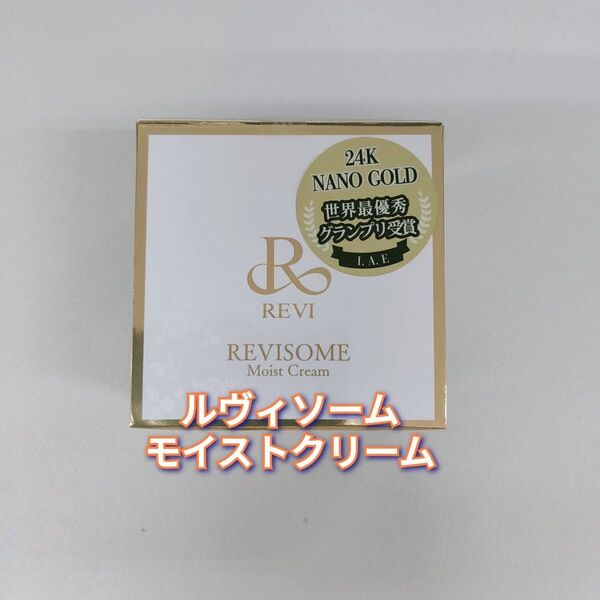 24K
NANO GOLD
世界最優秀
グランプリ受賞
I. A. E
R
REVI
REVISOME
Moist Cream
ルヴィソーム
モイストクリーム